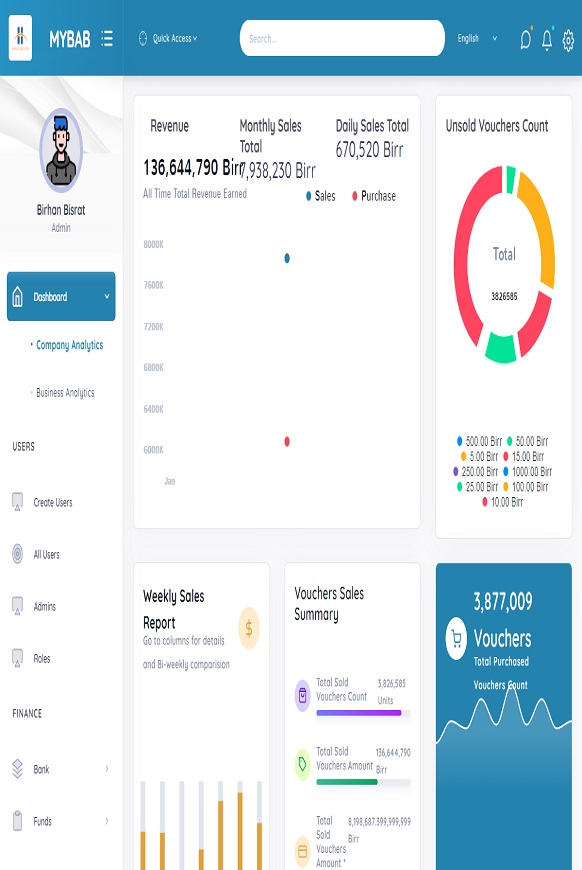 MYBAB
Quick Access
Search...
English
Birhan Bisrat
Admin
Dashboard
Company Analytics
Business Analytics
USERS
Create Users
All Users
Admins
Roles
FINANCE
Bank
Funds
Revenue
136,644,790 Birr
All Time Total Revenue Earned
Monthly Sales
Total
7,938,230 Birr
Daily Sales Total
670,520 Birr
Sales
Purchase
8000K
7600K
7200K
6800K
6400K
6000K
Jan
Unsold Vouchers Count
Total
3826585
500.00 Birr 50.00 Birr
5.00 Birr 15.00 Birr
250.00 Birr 1000.00 Birr
25.00 Birr 100.00 Birr
10.00 Birr
Weekly Sales
Report
Go to columns for details
and Bi-weekly comparision
$
Vouchers Sales
Summary
Total Sold
Vouchers Count
3,826,585
Units
Total Sold
Vouchers Amount
136,644,790
Birr
Total
Sold
Vouchers
Amount *
8,198,687.399,999,999
Birr
3,877,009
Vouchers
Total Purchased
Vouchers Count